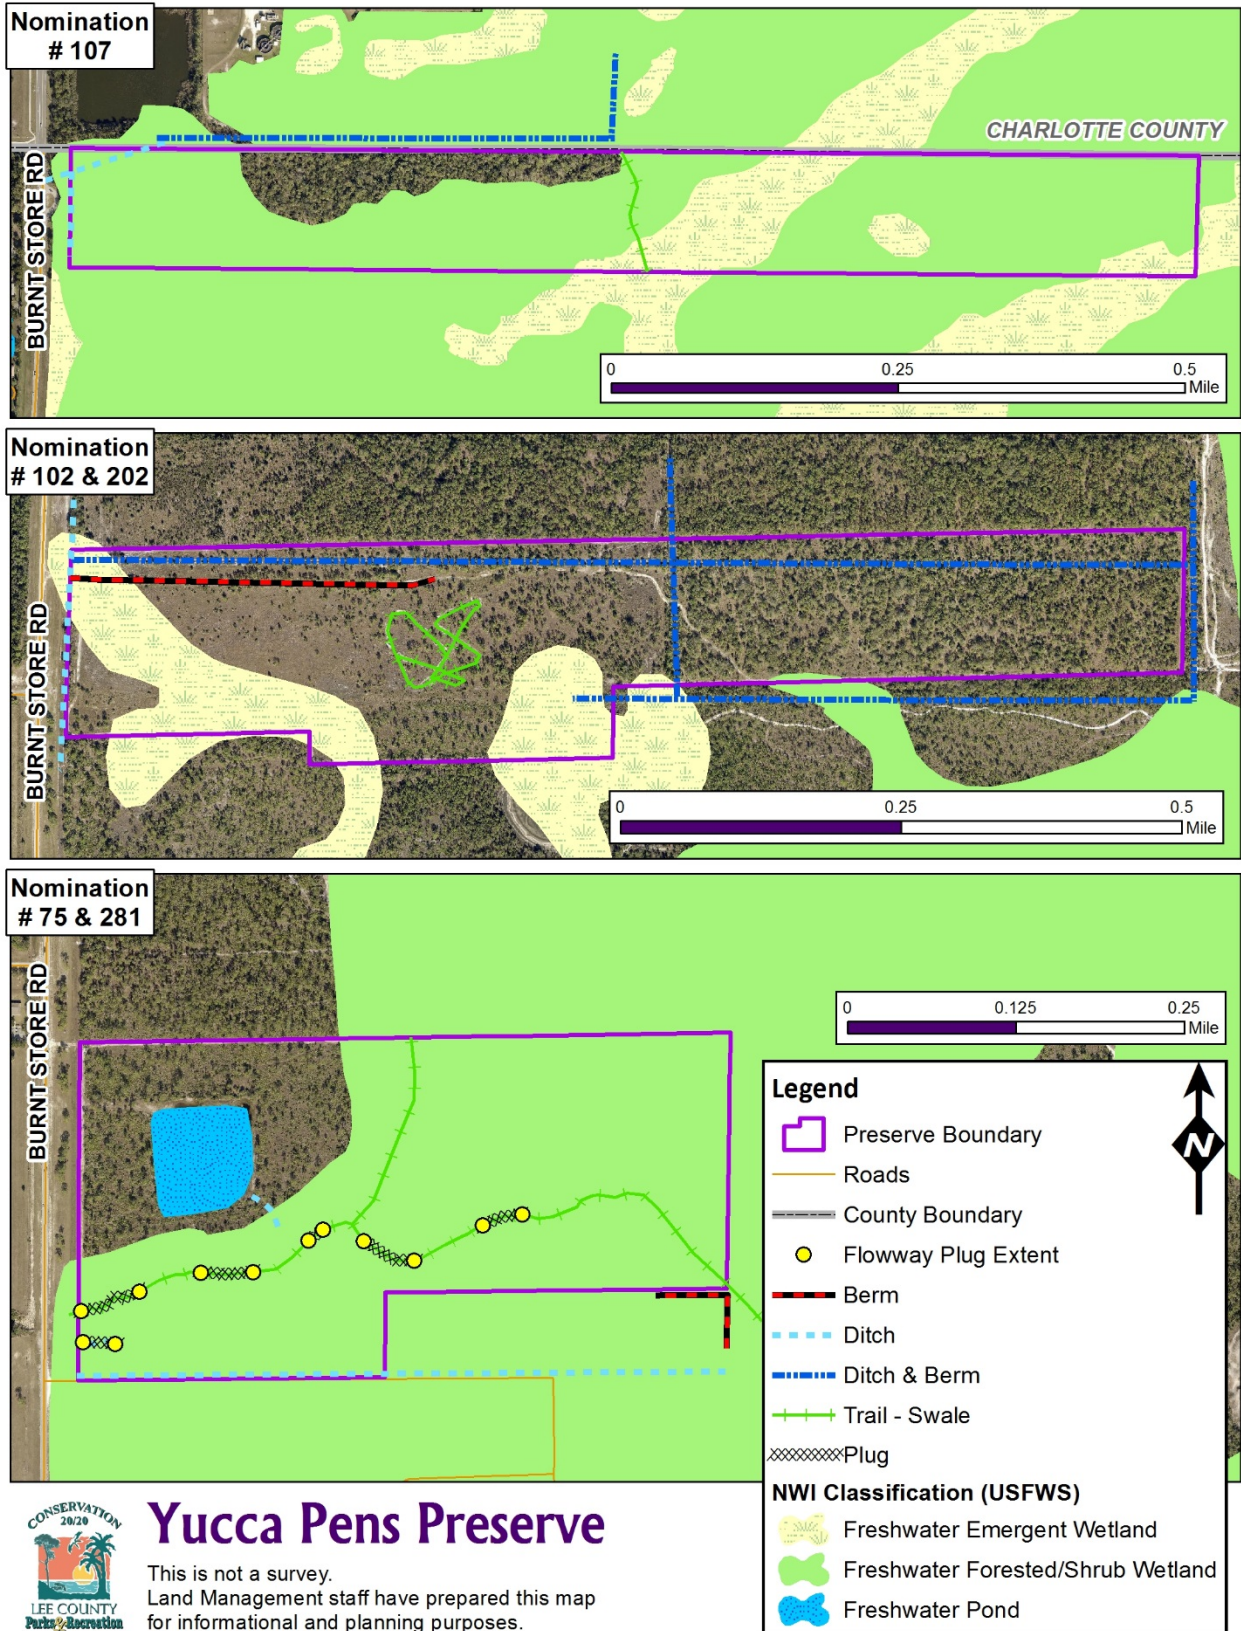 Nomination
# 107
CHARLOTTE COUNTY
BURNT STORE RD
0 0.25 0.5
Mile
Nomination
# 102 & 202
BURNT STORE RD
0 0.25 0.5
Mile
Nomination
# 75 & 281
BURNT STORE RD
0 0.125 0.25
Mile
Legend
Preserve Boundary
Roads
County Boundary
Flowway Plug Extent
Berm
Ditch
Ditch & Berm
Trail - Swale
Plug
NWI Classification (USFWS)
Freshwater Emergent Wetland
Freshwater Forested/Shrub Wetland
Freshwater Pond
N
CONSERVATION
20/20
LEE COUNTY
Parks & Recreation
Yucca Pens Preserve
This is not a survey.
Land Management staff have prepared this map
for informational and planning purposes.